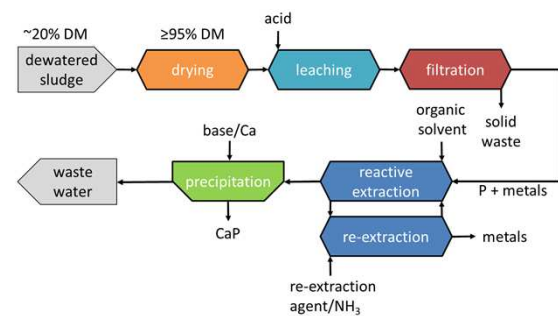 ~20% DM
≥95% DM
acid
dewatered
sludge
drying
leaching
filtration
organic
solvent
solid
waste
base/Ca
waste
water
precipitation
reactive
extraction
P + metals
CaP
re-extraction
metals
re-extraction
agent/NH₃